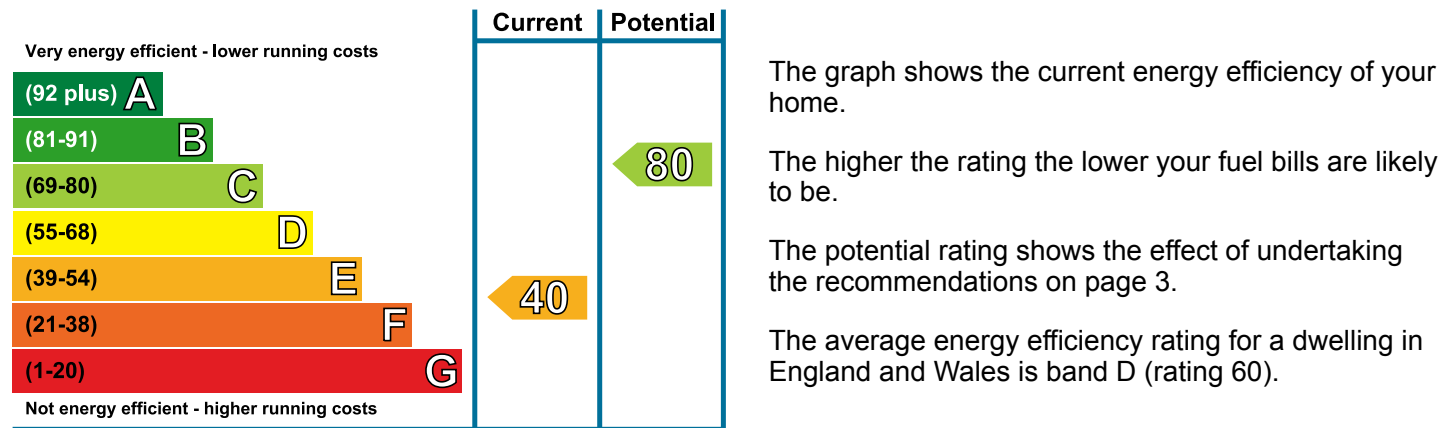 Current Potential
Very energy efficient - lower running costs
(92 plus) A
(81-91) B
(69-80) C
80
(55-68) D
(39-54) E
40
(21-38) F
(1-20) G
Not energy efficient - higher running costs
The graph shows the current energy efficiency of your
home.
The higher the rating the lower your fuel bills are likely
to be.
The potential rating shows the effect of undertaking
the recommendations on page 3.
The average energy efficiency rating for a dwelling in
England and Wales is band D (rating 60).